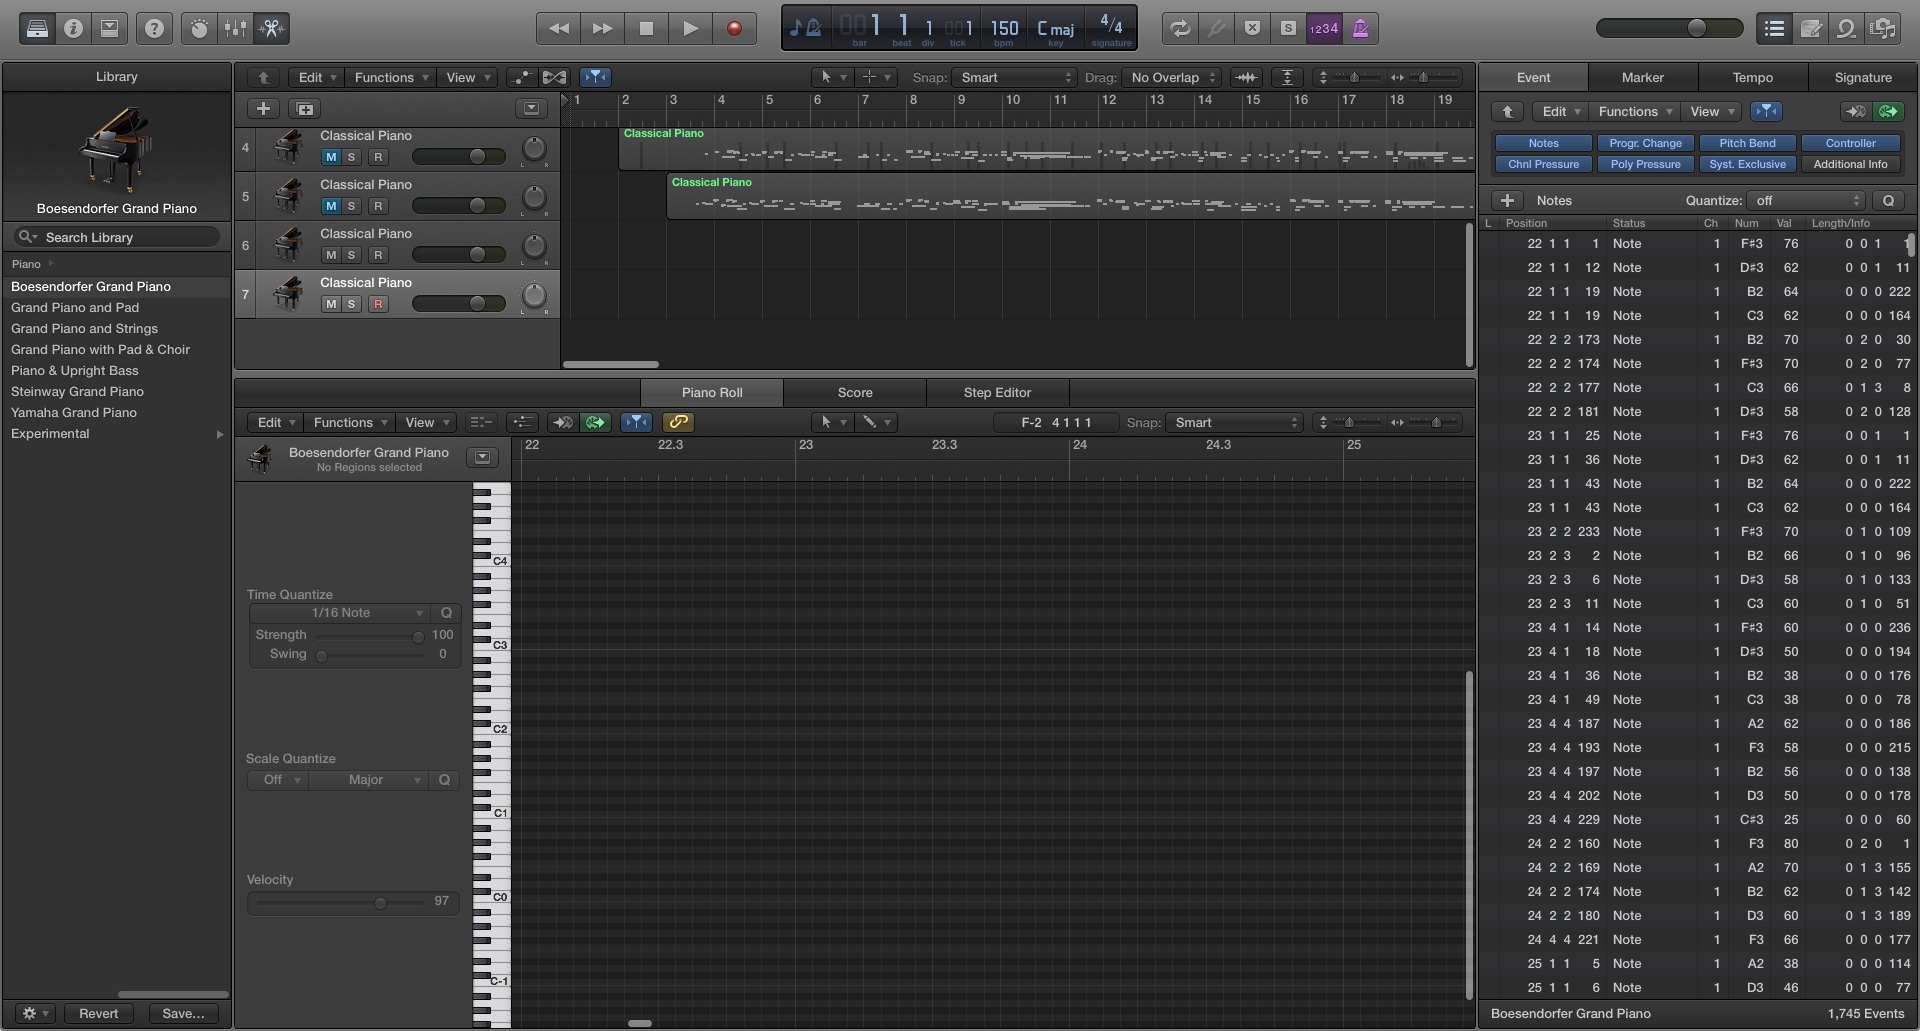 1 1 1 1 150 C maj 4/4
bar beat div tick bpm key signature
1234
Library
Boesendorfer Grand Piano
Search Library
Piano
Boesendorfer Grand Piano
Grand Piano and Pad
Grand Piano and Strings
Grand Piano with Pad & Choir
Piano & Upright Bass
Steinway Grand Piano
Yamaha Grand Piano
Experimental
Revert Save...
Edit Functions View Snap: Smart Drag: No Overlap
1 2 3 4 5 6 7 8 9 10 11 12 13 14 15 16 17 18 19
4 Classical Piano
M S R
Classical Piano
5 Classical Piano
M S R
Classical Piano
6 Classical Piano
M S R
7 Classical Piano
M S R
Piano Roll Score Step Editor
Edit Functions View F-2 4 1 1 1 Snap: Smart
Boesendorfer Grand Piano
No Regions selected
22 22.3 23 23.3 24 24.3 25
Time Quantize
1/16 Note Q
Strength 100
Swing 0
Scale Quantize
Off Major Q
Velocity
97
C4
C3
C2
C1
C0
C-1
Event Marker Tempo Signature
Edit Functions View
Notes Progr. Change Pitch Bend Controller
Chnl Pressure Poly Pressure Syst. Exclusive Additional Info
Notes Quantize: off Q
L Position Status Ch Num Val Length/Info
22 1 1 1 Note 1 F♯3 76 0 0 1 1
22 1 1 12 Note 1 D♯3 62 0 0 1 11
22 1 1 19 Note 1 B2 64 0 0 0 222
22 1 1 19 Note 1 C3 62 0 0 0 164
22 2 2 173 Note 1 B2 70 0 2 0 30
22 2 2 174 Note 1 F♯3 70 0 2 0 77
22 2 2 177 Note 1 C3 66 0 1 3 8
22 2 2 181 Note 1 D♯3 58 0 2 0 128
23 1 1 25 Note 1 F♯3 76 0 0 1 1
23 1 1 36 Note 1 D♯3 62 0 0 1 11
23 1 1 43 Note 1 B2 64 0 0 0 222
23 1 1 43 Note 1 C3 62 0 0 0 164
23 2 2 233 Note 1 F♯3 70 0 1 0 109
23 2 3 2 Note 1 B2 66 0 1 0 96
23 2 3 6 Note 1 D♯3 58 0 1 0 133
23 2 3 11 Note 1 C3 60 0 1 0 51
23 4 1 14 Note 1 F♯3 60 0 0 0 236
23 4 1 18 Note 1 D♯3 50 0 0 0 194
23 4 1 36 Note 1 B2 38 0 0 0 176
23 4 1 49 Note 1 C3 38 0 0 0 78
23 4 4 187 Note 1 A2 62 0 0 0 186
23 4 4 193 Note 1 F3 58 0 0 0 215
23 4 4 197 Note 1 B2 56 0 0 0 138
23 4 4 202 Note 1 D3 50 0 0 0 178
23 4 4 229 Note 1 C♯3 25 0 0 0 60
24 2 2 160 Note 1 F3 80 0 2 0 1
24 2 2 169 Note 1 A2 70 0 1 3 155
24 2 2 174 Note 1 B2 62 0 1 3 142
24 2 2 180 Note 1 D3 60 0 1 3 189
24 4 4 221 Note 1 F3 66 0 0 0 177
25 1 1 5 Note 1 A2 38 0 0 0 114
25 1 1 6 Note 1 D3 46 0 0 0 77
Boesendorfer Grand Piano 1,745 Events